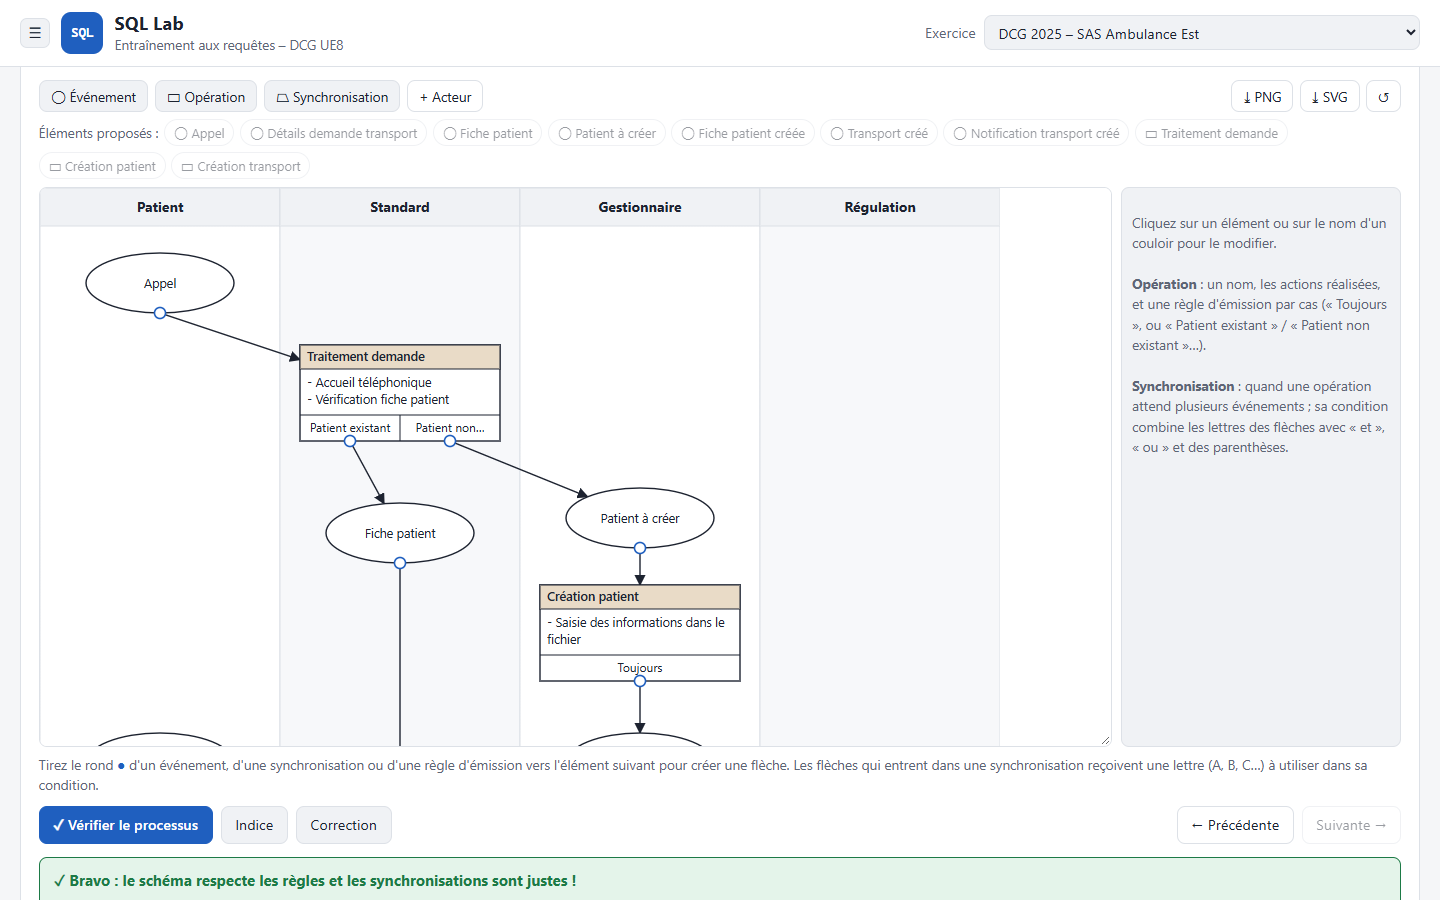 ☰ SQL SQL Lab
Entraînement aux requêtes – DCG UE8
Exercice DCG 2025 – SAS Ambulance Est
Événement Opération Synchronisation + Acteur ⤓ PNG ⤓ SVG ↺
Éléments proposés : Appel Détails demande transport Fiche patient Patient à créer Fiche patient créée Transport créé Notification transport créé Traitement demande
Création patient Création transport
Patient Standard Gestionnaire Régulation
Appel
Traitement demande
- Accueil téléphonique
- Vérification fiche patient
Patient existant Patient non...
Fiche patient
Patient à créer
Création patient
- Saisie des informations dans le
fichier
Toujours
Cliquez sur un élément ou sur le nom d'un
couloir pour le modifier.
Opération : un nom, les actions réalisées,
et une règle d'émission par cas (« Toujours
», ou « Patient existant » / « Patient non
existant »...).
Synchronisation : quand une opération
attend plusieurs événements ; sa condition
combine les lettres des flèches avec « et »,
« ou » et des parenthèses.
Tirez le rond ● d'un événement, d'une synchronisation ou d'une règle d'émission vers l'élément suivant pour créer une flèche. Les flèches qui entrent dans une synchronisation reçoivent une lettre (A, B, C...) à utiliser dans sa
condition.
✓ Vérifier le processus Indice Correction ← Précédente Suivante →
✓ Bravo : le schéma respecte les règles et les synchronisations sont justes !